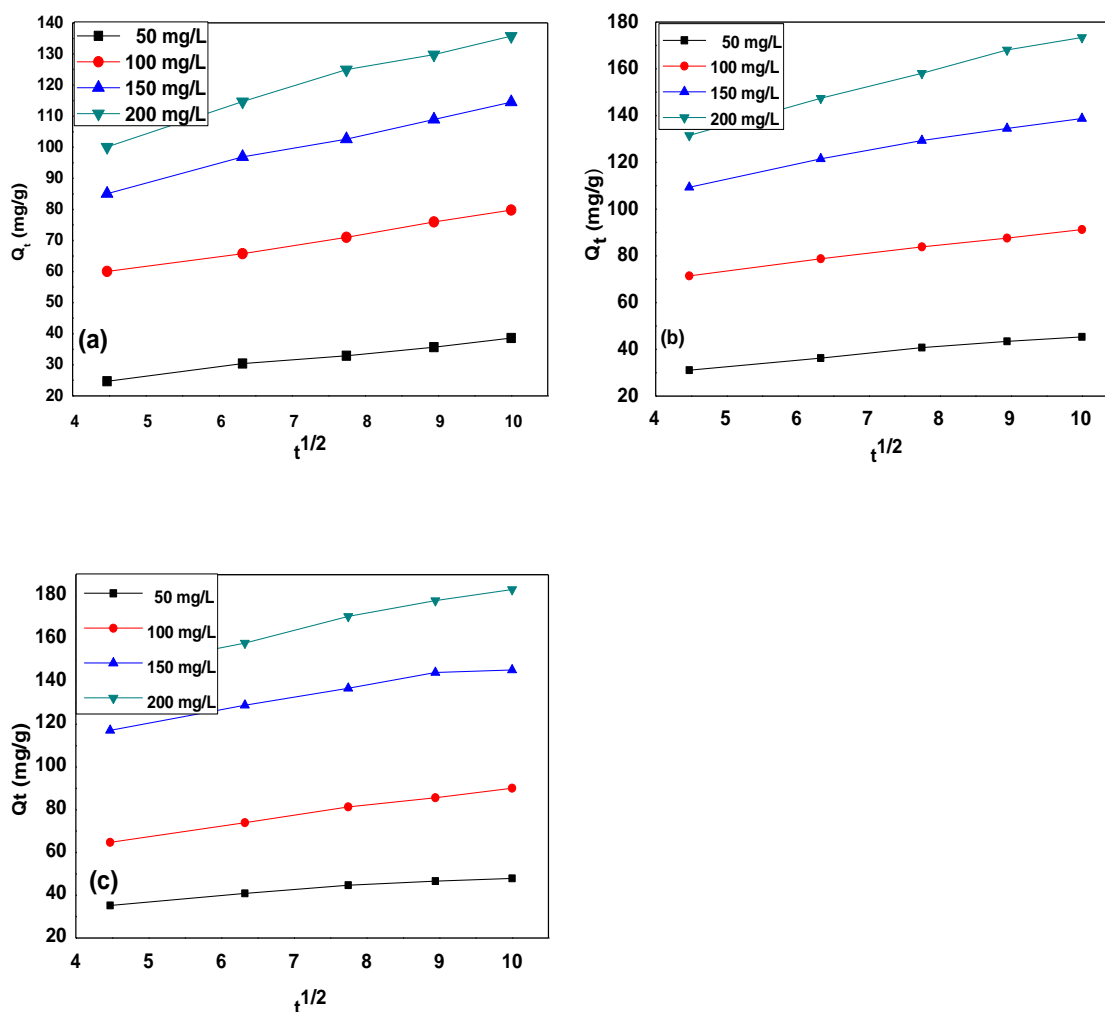 140
130
120
110
100
90
80
70
60
50
40
30
20
Q_t (mg/g)
50 mg/L
100 mg/L
150 mg/L
200 mg/L
(a)
4 5 6 7 8 9 10
t^1/2
180
160
140
120
100
80
60
40
20
Q_t (mg/g)
50 mg/L
100 mg/L
150 mg/L
200 mg/L
(b)
4 5 6 7 8 9 10
t^1/2
180
160
140
120
100
80
60
40
20
Qt (mg/g)
50 mg/L
100 mg/L
150 mg/L
200 mg/L
(c)
4 5 6 7 8 9 10
t^1/2